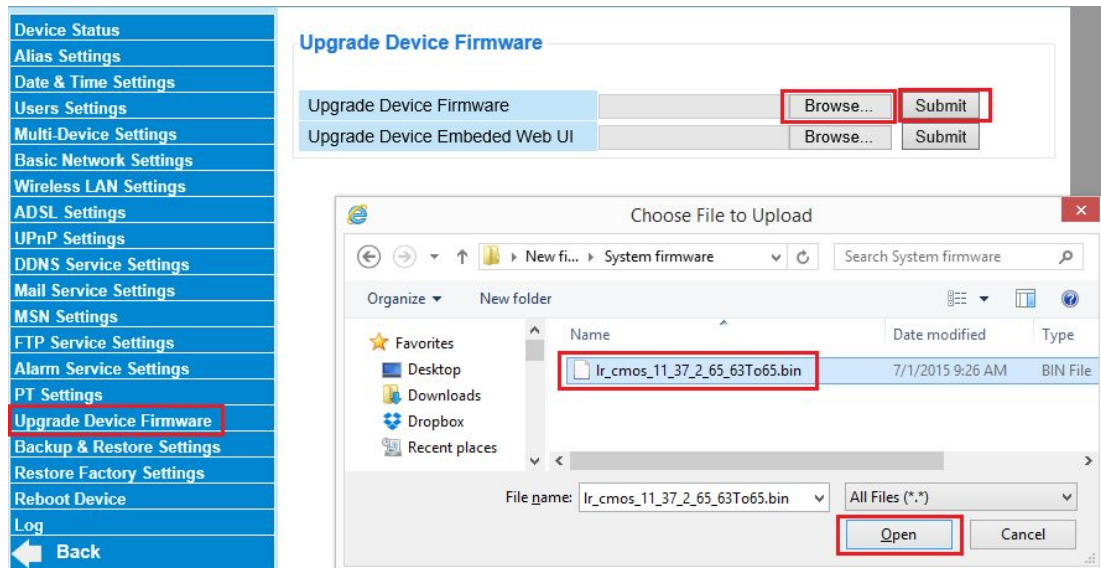 Device Status
Alias Settings
Date & Time Settings
Users Settings
Multi-Device Settings
Basic Network Settings
Wireless LAN Settings
ADSL Settings
UPnP Settings
DDNS Service Settings
Mail Service Settings
MSN Settings
FTP Service Settings
Alarm Service Settings
PT Settings
Upgrade Device Firmware
Backup & Restore Settings
Restore Factory Settings
Reboot Device
Log
Back
Upgrade Device Firmware
Upgrade Device Firmware Browse... Submit
Upgrade Device Embeded Web UI Browse... Submit
Choose File to Upload
New fi... System firmware Search System firmware
Organize New folder
Favorites
Desktop
Downloads
Dropbox
Recent places
Name Date modified Type
lr_cmos_11_37_2_65_63To65.bin 7/1/2015 9:26 AM BIN File
File name: lr_cmos_11_37_2_65_63To65.bin All Files (*.*)
Open Cancel